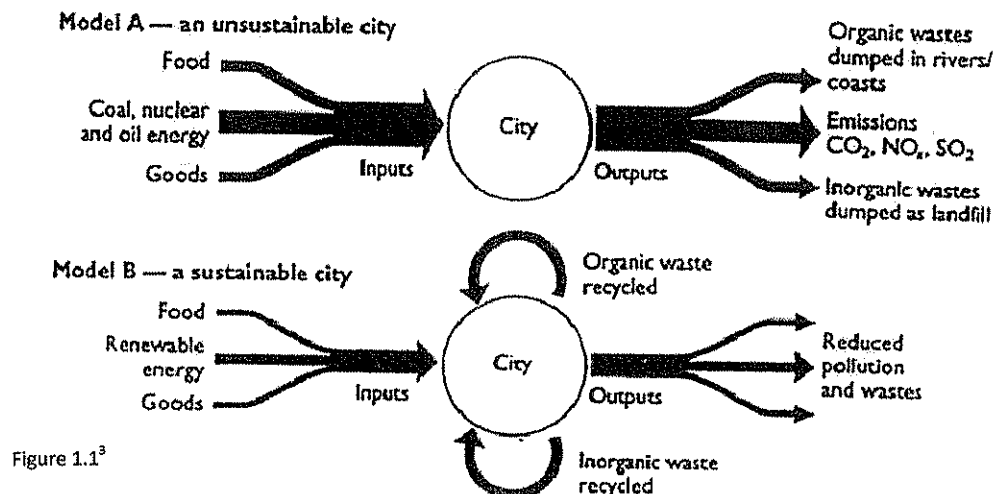 Model A — an unsustainable city
Food
Coal, nuclear
and oil energy
Goods
Inputs
City
Outputs
Organic wastes
dumped in rivers/
coasts
Emissions
CO₂, NOₓ, SO₂
Inorganic wastes
dumped as landfill
Model B — a sustainable city
Food
Renewable
energy
Goods
Inputs
City
Organic waste
recycled
Outputs
Reduced
pollution
and wastes
Inorganic waste
recycled
Figure 1.1³